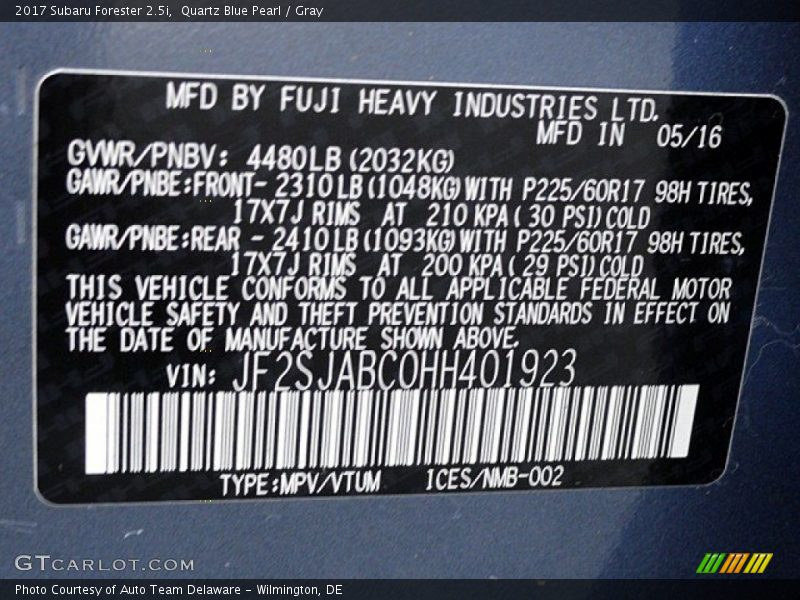 2017 Subaru Forester 2.5i,  Quartz Blue Pearl / Gray
MFD BY FUJI HEAVY INDUSTRIES LTD.
MFD IN 05/16
GVWR/PNBV: 4480LB (2032KG)
GAWR/PNBE:FRONT- 2310LB (1048KG) WITH P225/60R17 98H TIRES,
17X7J RIMS AT 210 KPA ( 30 PSI) COLD
GAWR/PNBE:REAR - 2410LB (1093KG) WITH P225/60R17 98H TIRES,
17X7J RIMS AT 200 KPA ( 29 PSI) COLD
THIS VEHICLE CONFORMS TO ALL APPLICABLE FEDERAL MOTOR
VEHICLE SAFETY AND THEFT PREVENTION STANDARDS IN EFFECT ON
THE DATE OF MANUFACTURE SHOWN ABOVE.
VIN: JF2SJABC0HH401923
TYPE:MPV/VTUM 1CES/NMB-002
GTCARLOT.COM
Photo Courtesy of Auto Team Delaware - Wilmington, DE